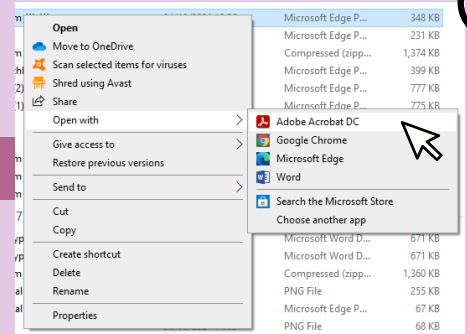 Microsoft Edge P... 348 KB
Open
Microsoft Edge P... 231 KB
Move to OneDrive
Compressed (zipp... 1,374 KB
Scan selected items for viruses
Microsoft Edge P... 399 KB
Shred using Avast
Microsoft Edge P... 777 KB
Share
Microsoft Edge P... 775 KB
Open with
Adobe Acrobat DC
Google Chrome
Microsoft Edge
Word
Search the Microsoft Store
Choose another app
Give access to
Restore previous versions
Send to
Cut
Copy
Create shortcut
Delete
Rename
Properties
Microsoft Word D... 671 KB
Microsoft Word D... 671 KB
Compressed (zipp... 1,360 KB
PNG File 255 KB
Microsoft Edge P... 67 KB
PNG File 68 KB